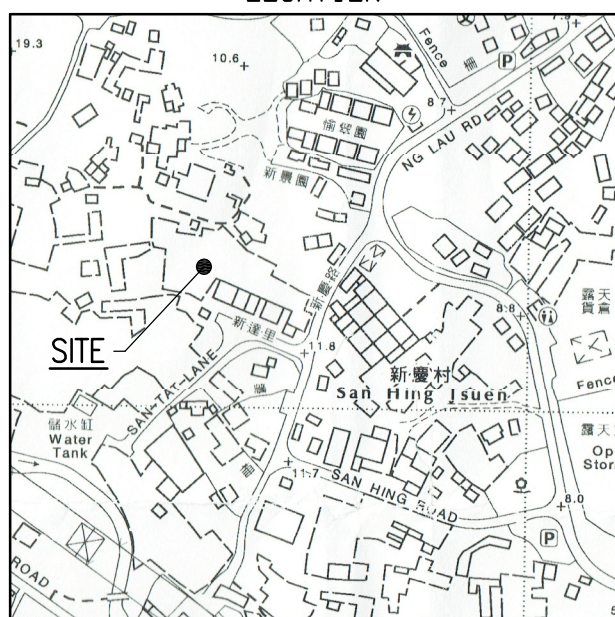 19.3
10.6
Fence
柵
P
8.7
愉悠園
NG LAU RD
新景園
新慶路
SITE
新達里
11.8
8.8
露天
貨倉
SAN TAT LANE
新慶村
San Hing Tsuen
Fence
儲水缸
Water
Tank
露天
Op
Stor
11.7
SAN HING ROAD
8.0
P
ROAD